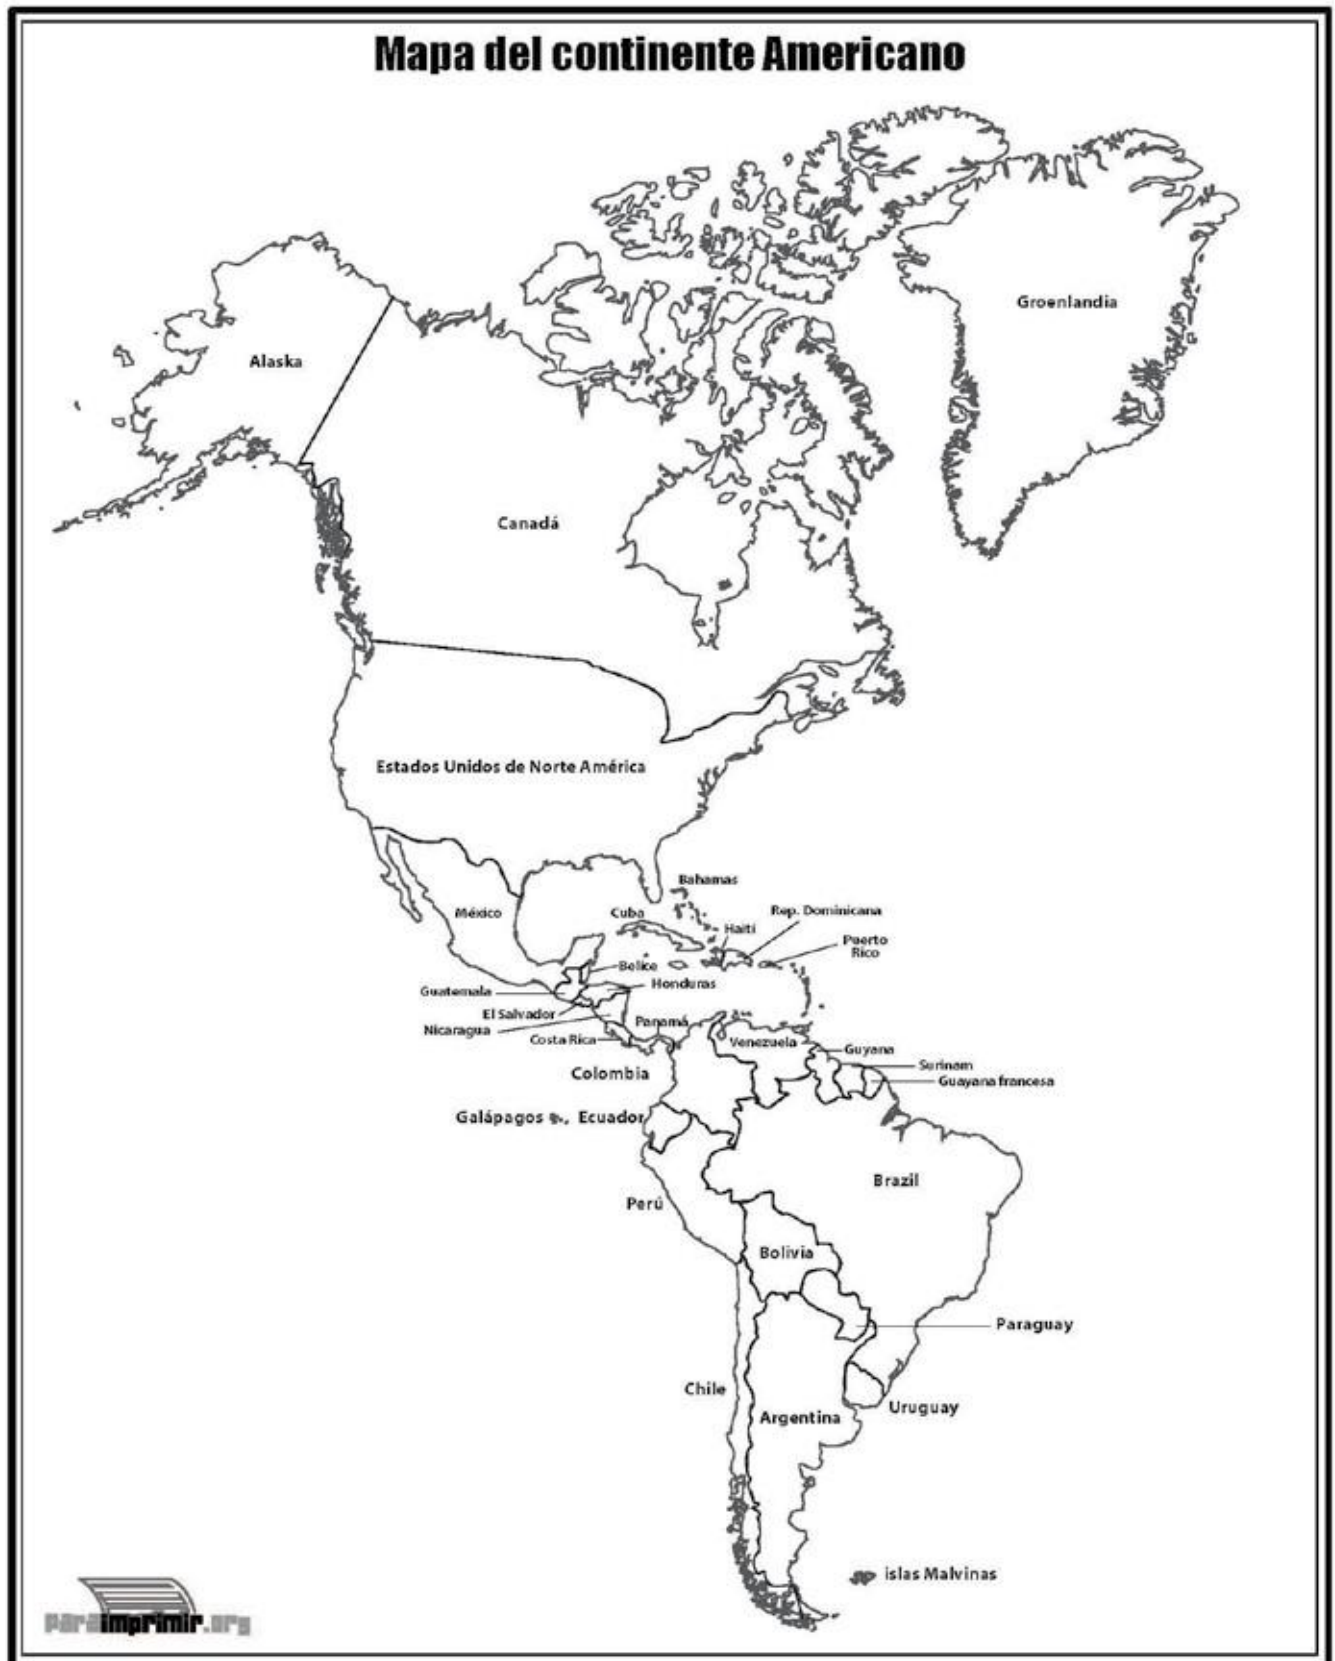 Mapa del continente Americano
Groenlandia
Alaska
Canadá
Estados Unidos de Norte América
Bahamas
México
Cuba
Rep. Dominicana
Haití
Puerto
Rico
Belice
Honduras
Guatemala
El Salvador
Nicaragua
Panamá
Costa Rica
Venezuela
Guyana
Surinam
Guayana francesa
Colombia
Galápagos
Ecuador
Brazil
Perú
Bolivia
Paraguay
Chile
Uruguay
Argentina
islas Malvinas
paraimprimir.org